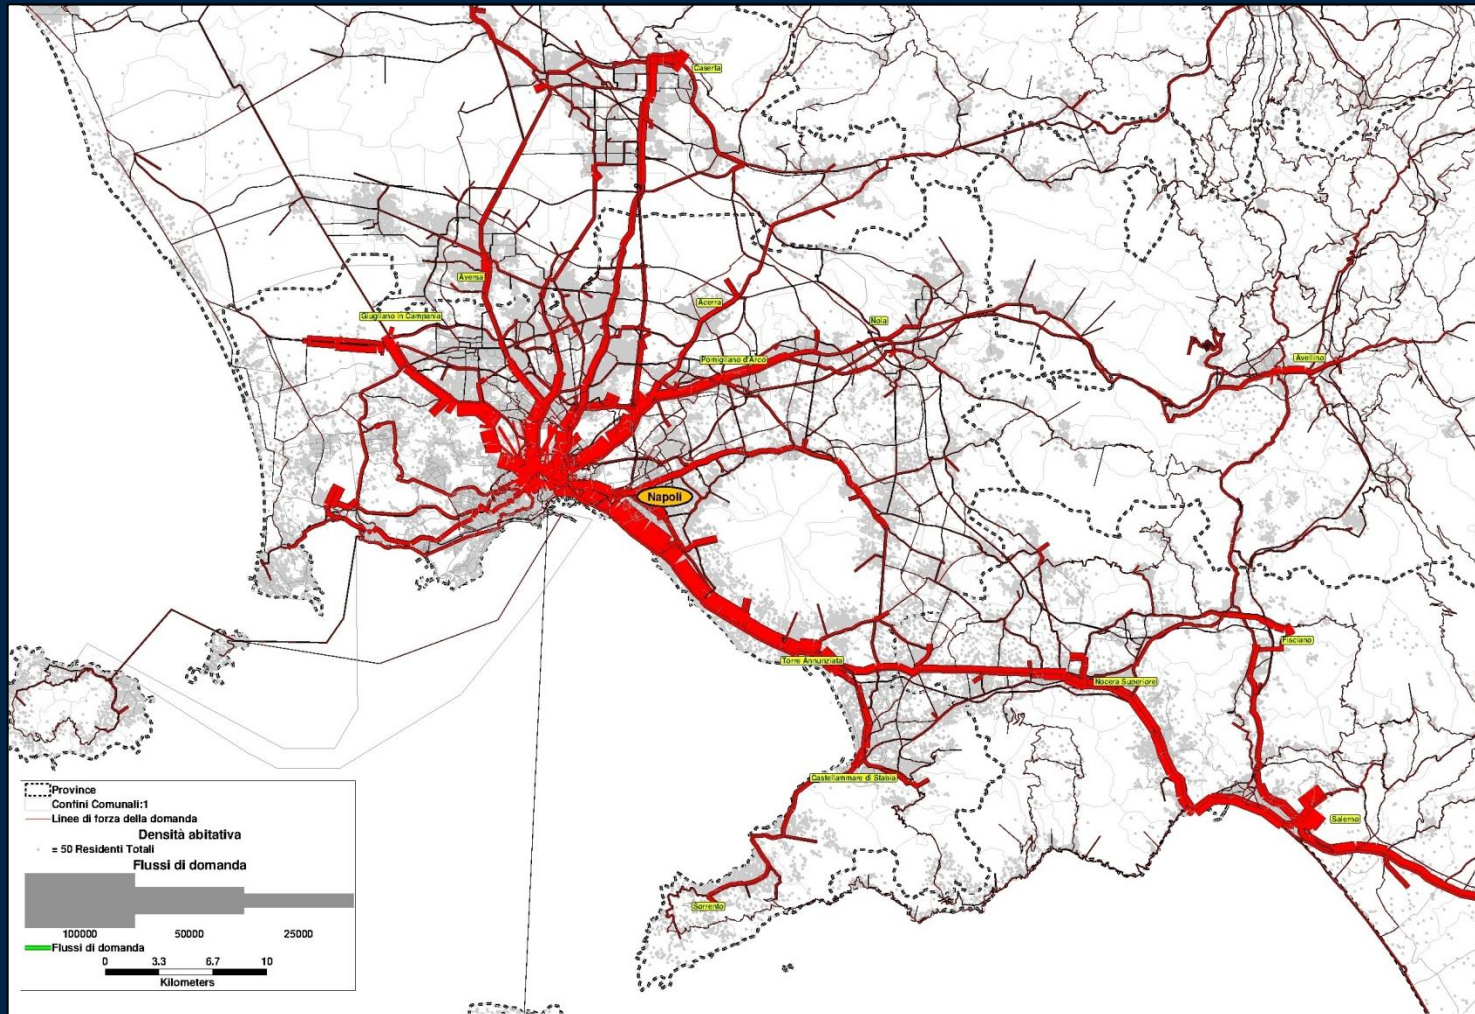 Caserta
Aversa
Acerra
Giugliano in Campania
Nola
Pomigliano d'Arco
Avellino
Napoli
Fisciano
Torre Annunziata
Nocera Superiore
Castellammare di Stabia
Salerno
Sorrento
Province
Confini Comunali:1
Linee di forza della domanda
Densità abitativa
= 50 Residenti Totali
Flussi di domanda
100000 50000 25000
Flussi di domanda
0 3.3 6.7 10
Kilometers